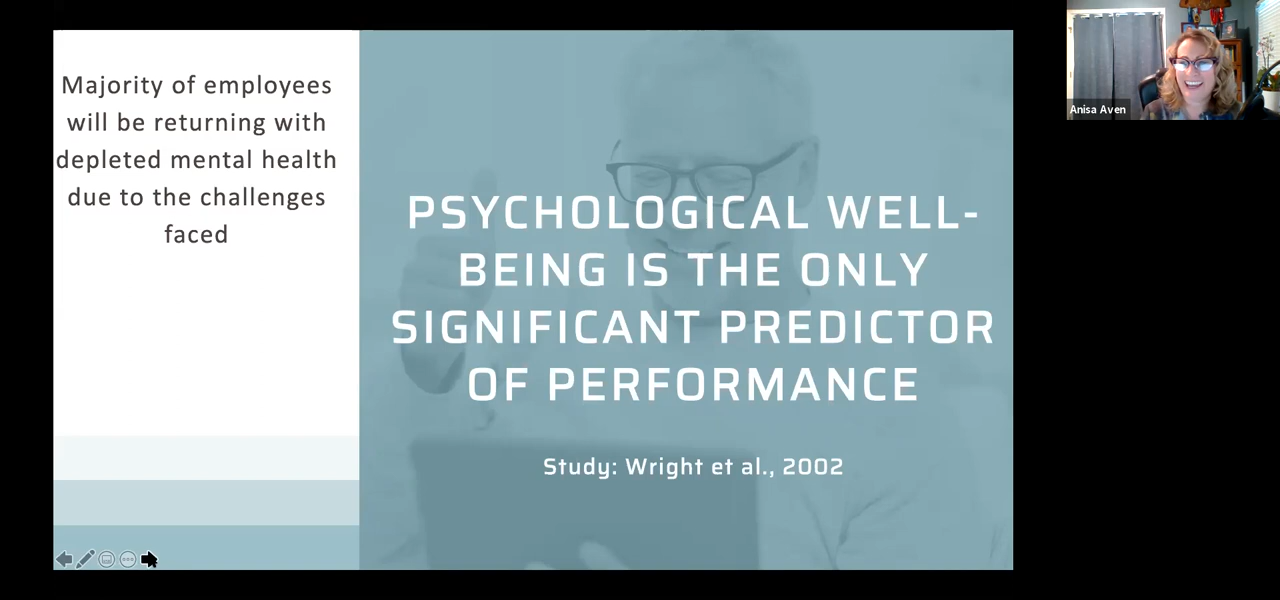 Majority of employees
will be returning with
depleted mental health
due to the challenges
faced
PSYCHOLOGICAL WELL-
BEING IS THE ONLY
SIGNIFICANT PREDICTOR
OF PERFORMANCE
Study: Wright et al., 2002
Anisa Aven